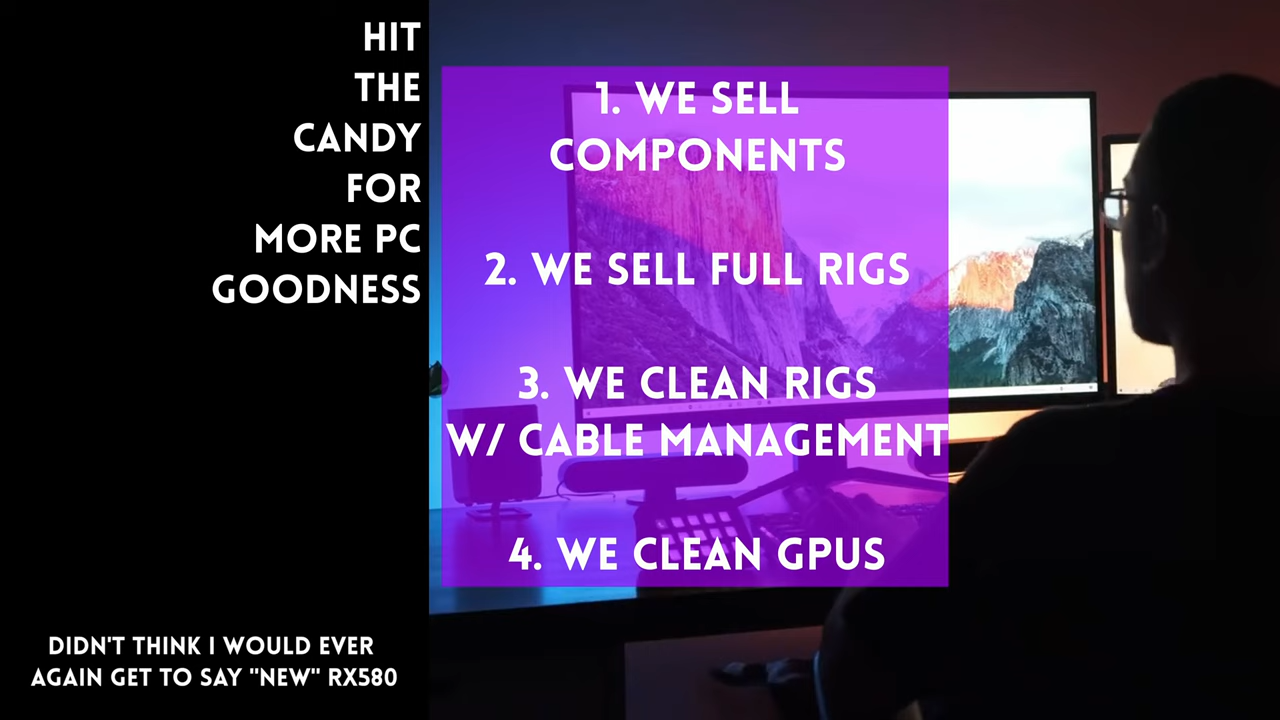 HIT
THE
CANDY
FOR
MORE PC
GOODNESS
1. WE SELL
COMPONENTS
2. WE SELL FULL RIGS
3. WE CLEAN RIGS
W/ CABLE MANAGEMENT
4. WE CLEAN GPUS
DIDN'T THINK I WOULD EVER
AGAIN GET TO SAY "NEW" RX580